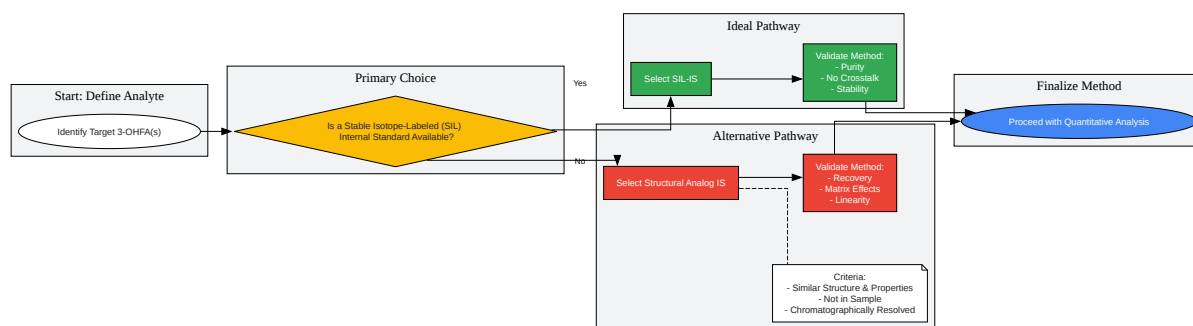 Start: Define Analyte
Identify Target 3-OHFA(s)
Primary Choice
Is a Stable Isotope-Labeled (SIL)
Internal Standard Available?
Yes
No
Ideal Pathway
Select SIL-IS
Validate Method:
- Purity
- No Crosstalk
- Stability
Alternative Pathway
Select Structural Analog IS
Validate Method:
- Recovery
- Matrix Effects
- Linearity
Criteria:
- Similar Structure & Properties
- Not in Sample
- Chromatographically Resolved
Finalize Method
Proceed with Quantitative Analysis